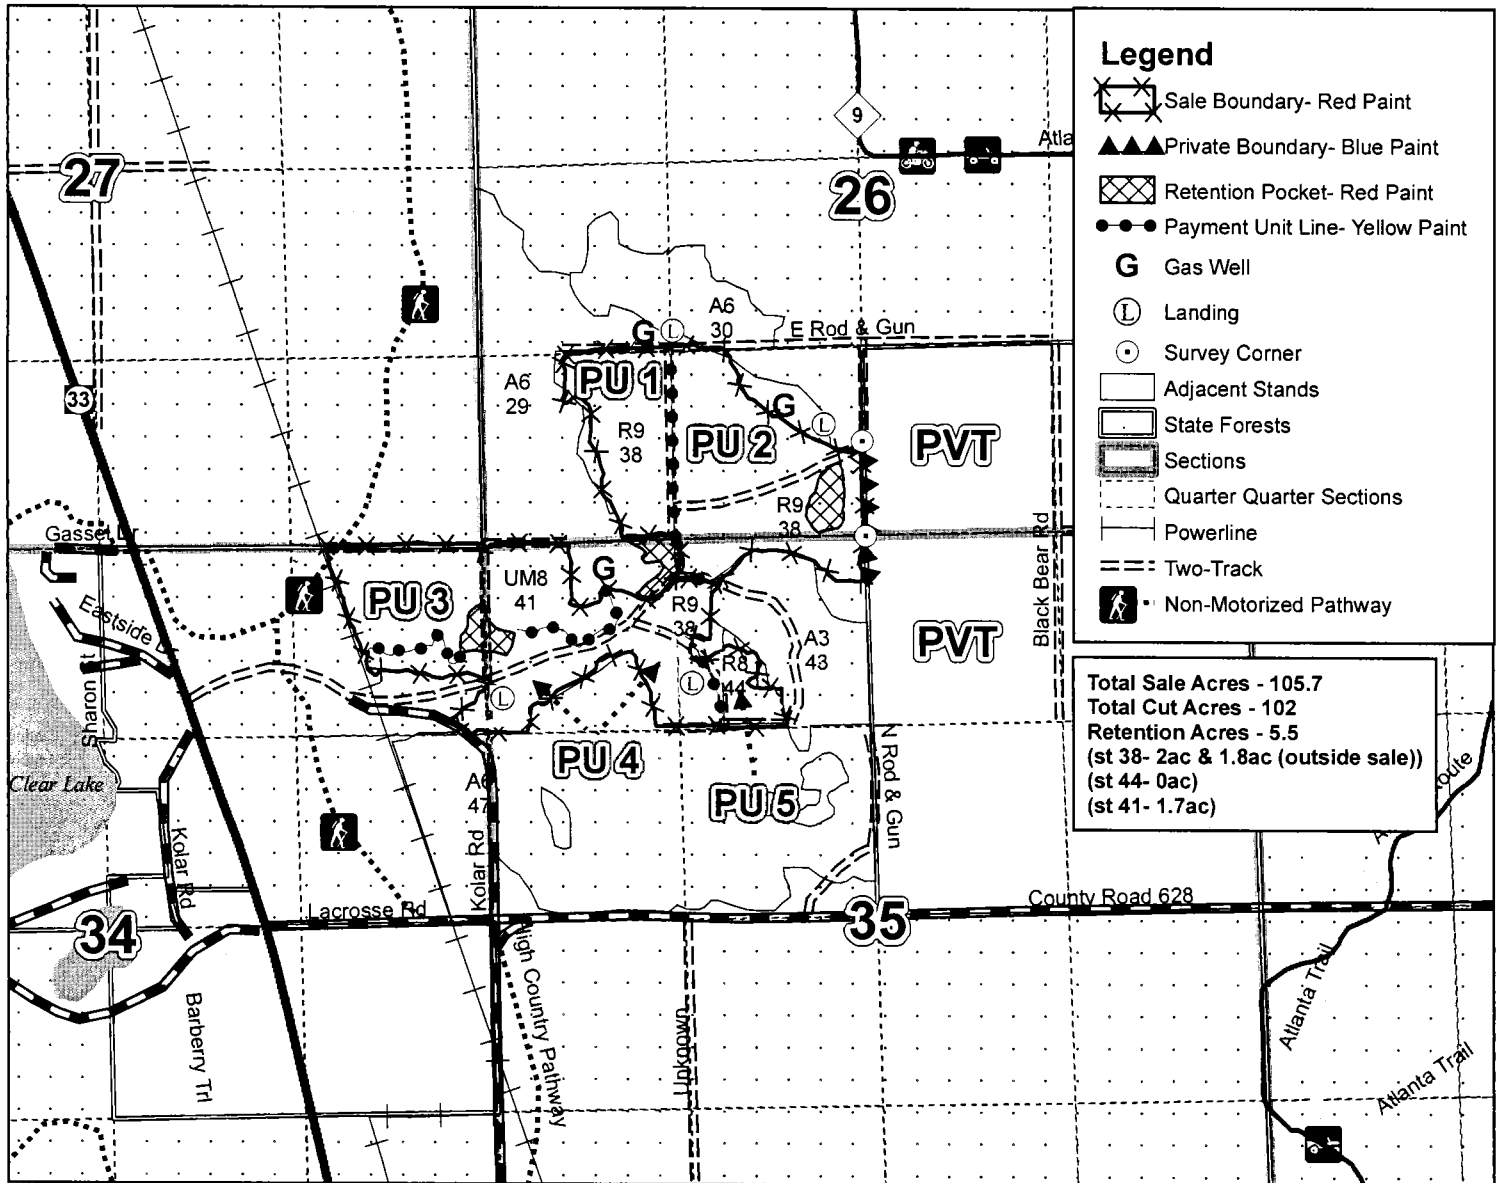 Legend
Sale Boundary- Red Paint
Private Boundary- Blue Paint
Retention Pocket- Red Paint
Payment Unit Line- Yellow Paint
G Gas Well
L Landing
Survey Corner
Adjacent Stands
State Forests
Sections
Quarter Quarter Sections
Powerline
Two-Track
Non-Motorized Pathway
Total Sale Acres - 105.7
Total Cut Acres - 102
Retention Acres - 5.5
(st 38- 2ac & 1.8ac (outside sale))
(st 44- 0ac)
(st 41- 1.7ac)
9
Atla
27
26
A6
30
E Rod & Gun
G
L
PU 1
A6
29
33
R9
38
G
L
PU 2
PVT
R9
38
Gasset Dr
Black Bear Rd
UM8
41
G
PU 3
R9
38
Eastside
A3
43
PVT
R8
44
L
L
Sharon
PU 4
N Rod & Gun
A6
47
Clear Lake
PU 5
oute
Kolar Rd
Kolar Rd
Lacrosse Rd
County Road 628
34
35
High Country Pathway
Atlanta Trail
Barberry Trl
Unknown
Atlanta Trail